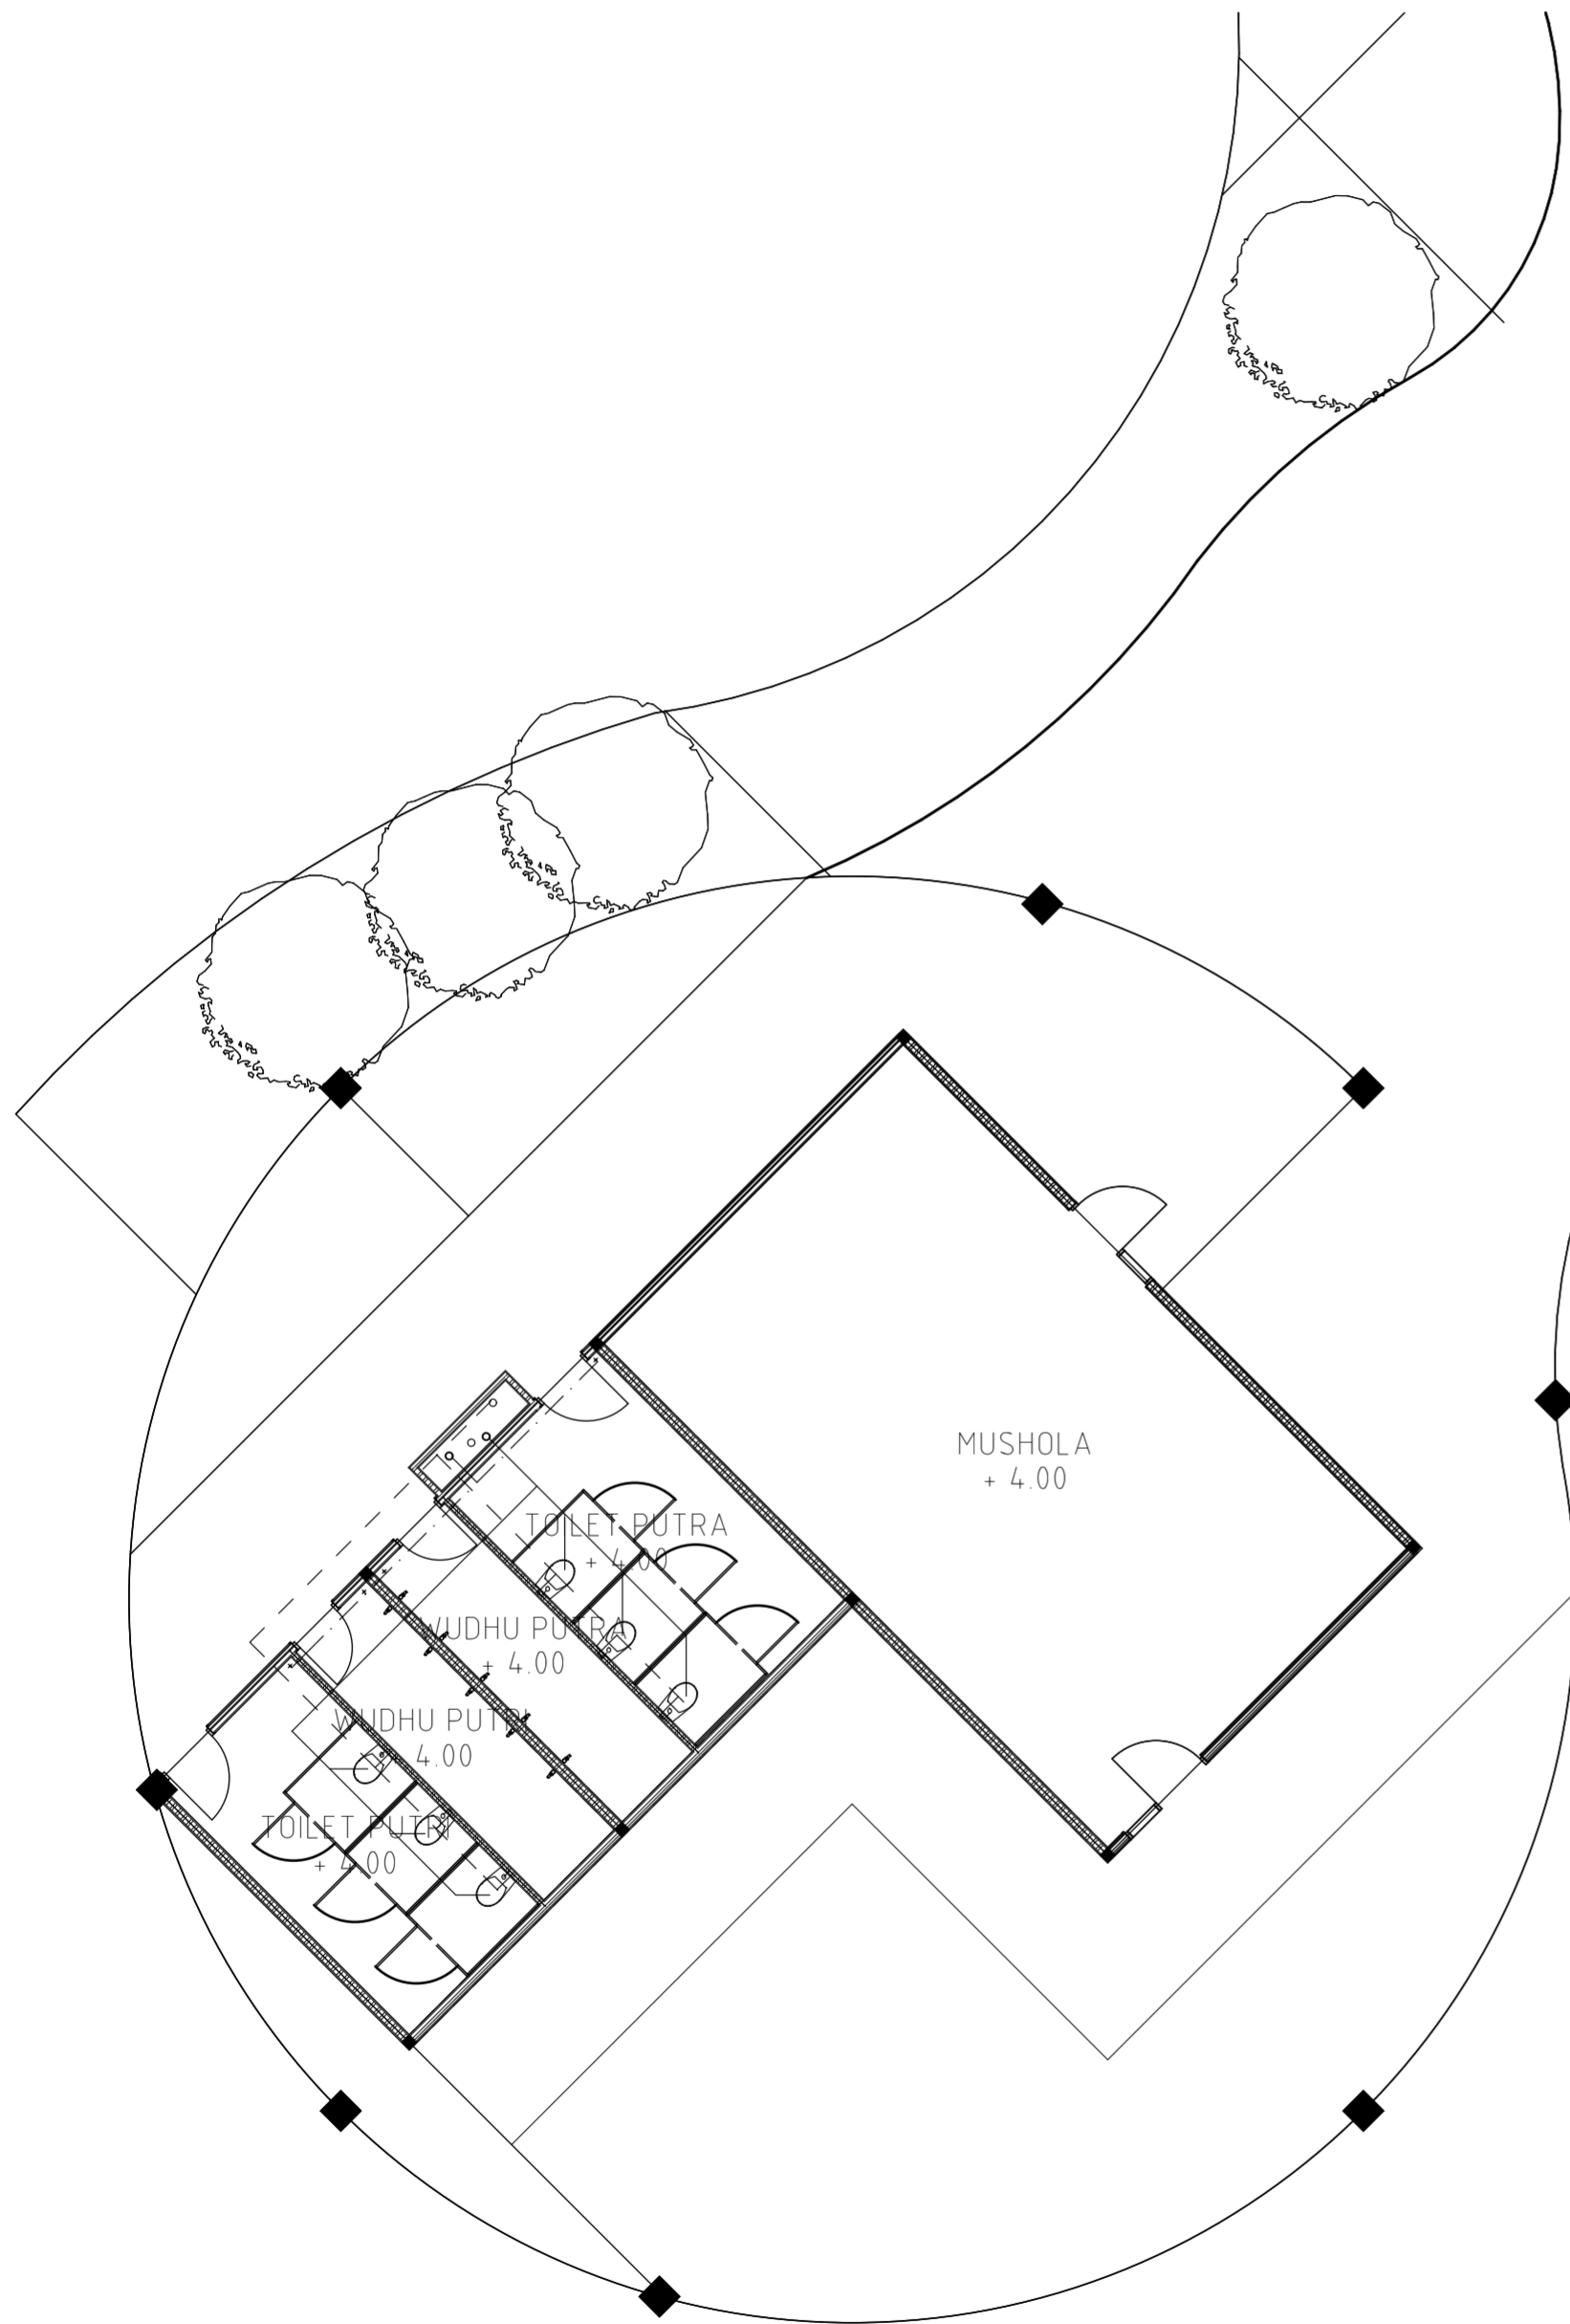 MUSHOLA
+ 4.00
TOILET PUTRA
+ 4.00
WUDHU PUTRA
+ 4.00
WUDHU PUTRI
4.00
TOILET PUTRI
+ 4.00